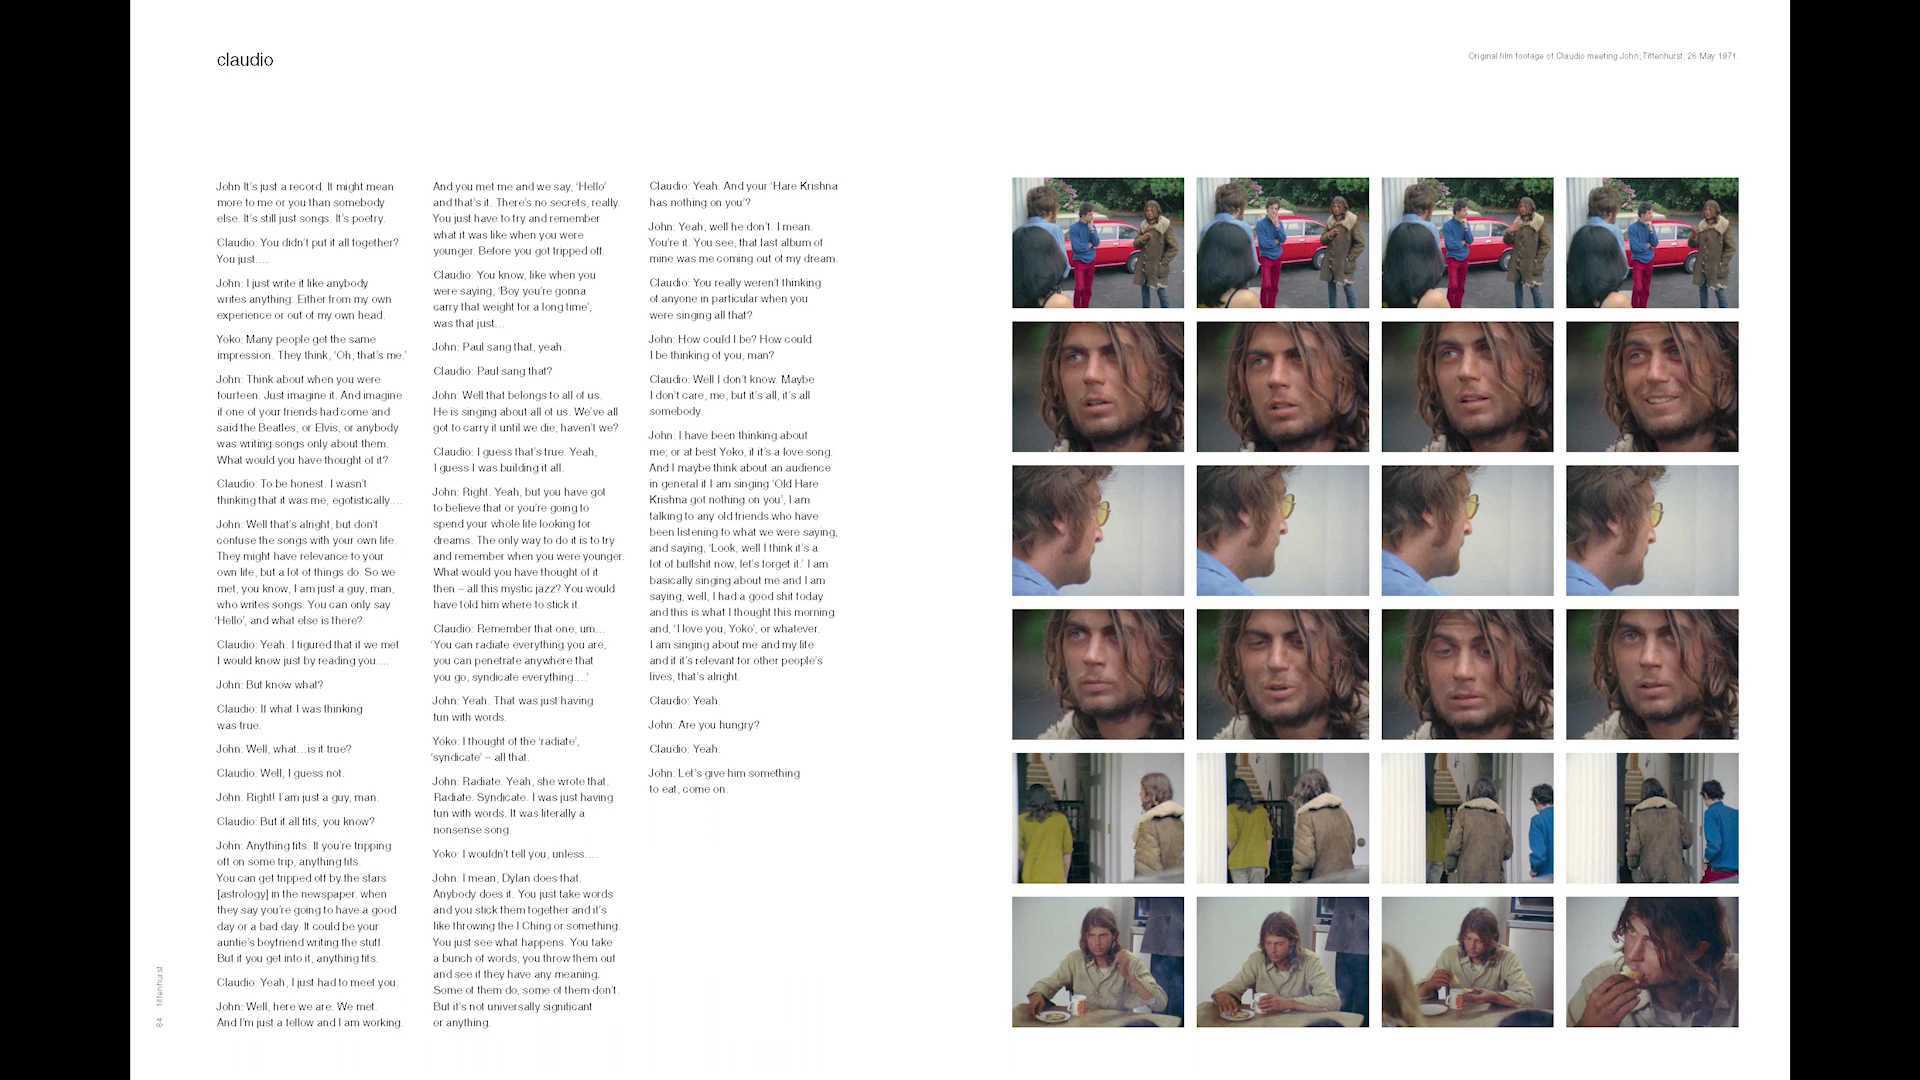 claudio
Original film footage of Claudio meeting John, Tittenhurst, 26 May 1971.
John It's just a record. It might mean
more to me or you than somebody
else. It's still just songs. It's poetry.
Claudio: You didn't put it all together?
You just….
John: I just write it like anybody
writes anything. Either from my own
experience or out of my own head.
Yoko: Many people get the same
impression. They think, 'Oh, that's me.'
John: Think about when you were
fourteen. Just imagine it. And imagine
if one of your friends had come and
said the Beatles, or Elvis, or anybody
was writing songs only about them.
What would you have thought of it?
Claudio: To be honest. I wasn't
thinking that it was me, egotistically….
John: Well that's alright, but don't
confuse the songs with your own life.
They might have relevance to your
own life, but a lot of things do. So we
met, you know, I am just a guy, man,
who writes songs. You can only say
'Hello', and what else is there?
Claudio: Yeah. I figured that if we met
I would know just by reading you….
John: But know what?
Claudio: If what I was thinking
was true.
John: Well, what…is it true?
Claudio: Well, I guess not.
John: Right! I am just a guy, man.
Claudio: But it all fits, you know?
John: Anything fits. If you're tripping
off on some trip, anything fits.
You can get tripped off by the stars
[astrology] in the newspaper. when
they say you're going to have a good
day or a bad day. It could be your
auntie's boyfriend writing the stuff.
But if you get into it, anything fits.
Claudio: Yeah, I just had to meet you.
John: Well, here we are. We met.
And I'm just a fellow and I am working.
And you met me and we say, 'Hello'
and that's it. There's no secrets, really.
You just have to try and remember
what it was like when you were
younger. Before you got tripped off.
Claudio: You know, like when you
were saying, 'Boy you're gonna
carry that weight for a long time',
was that just…
John: Paul sang that, yeah.
Claudio: Paul sang that?
John: Well that belongs to all of us.
He is singing about all of us. We've all
got to carry it until we die, haven't we?
Claudio: I guess that's true. Yeah,
I guess I was building it all.
John: Right. Yeah, but you have got
to believe that or you're going to
spend your whole life looking for
dreams. The only way to do it is to try
and remember when you were younger.
What would you have thought of it
then – all this mystic jazz? You would
have told him where to stick it.
Claudio: Remember that one, um…
'You can radiate everything you are,
you can penetrate anywhere that
you go, syndicate everything….'
John: Yeah. That was just having
fun with words.
Yoko: I thought of the 'radiate',
'syndicate' – all that.
John: Radiate. Yeah, she wrote that.
Radiate. Syndicate. I was just having
fun with words. It was literally a
nonsense song.
Yoko: I wouldn't tell you, unless….
John: I mean, Dylan does that.
Anybody does it. You just take words
and you stick them together and it's
like throwing the I Ching or something.
You just see what happens. You take
a bunch of words, you throw them out
and see if they have any meaning.
Some of them do, some of them don't.
But it's not universally significant
or anything.
Claudio: Yeah. And your 'Hare Krishna
has nothing on you'?
John: Yeah, well he don't. I mean.
You're it. You see, that last album of
mine was me coming out of my dream.
Claudio: You really weren't thinking
of anyone in particular when you
were singing all that?
John: How could I be? How could
I be thinking of you, man?
Claudio: Well I don't know. Maybe
I don't care, me, but it's all, it's all
somebody.
John: I have been thinking about
me; or at best Yoko, if it's a love song.
And I maybe think about an audience
in general if I am singing 'Old Hare
Krishna got nothing on you', I am
talking to any old friends who have
been listening to what we were saying,
and saying, 'Look, well I think it's a
lot of bullshit now, let's forget it.' I am
basically singing about me and I am
saying, well, I had a good shit today
and this is what I thought this morning
and, 'I love you, Yoko', or whatever.
I am singing about me and my life
and if it's relevant for other people's
lives, that's alright.
Claudio: Yeah.
John: Are you hungry?
Claudio: Yeah.
John: Let's give him something
to eat, come on.
84 tittenhurst